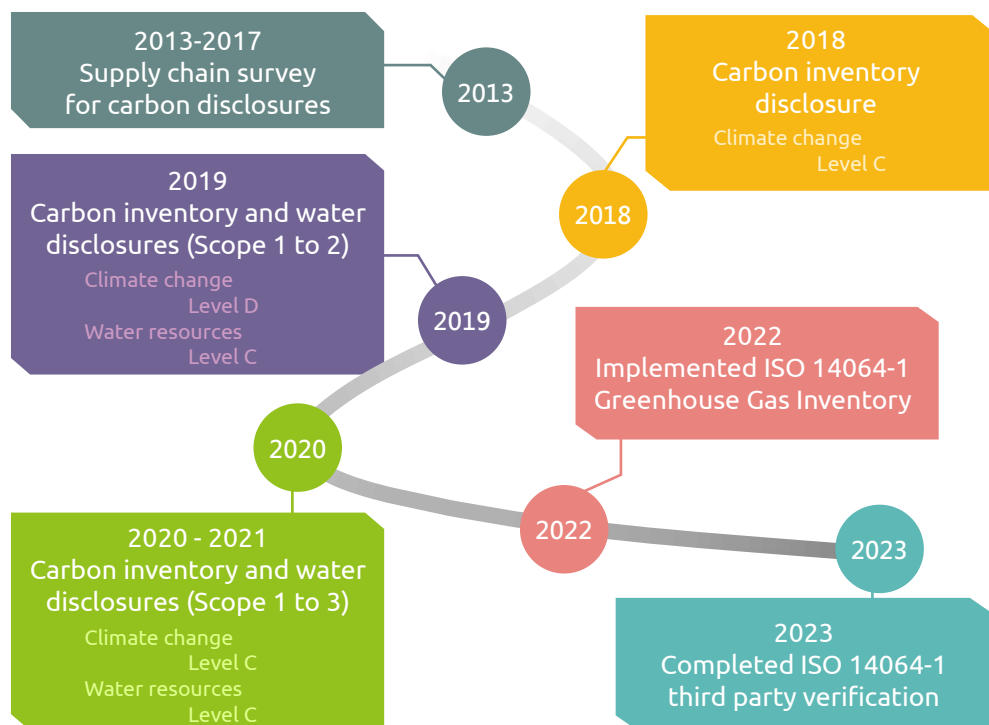 2013-2017
Supply chain survey
for carbon disclosures
2013
2018
Carbon inventory
disclosure
Climate change
Level C
2018
2019
Carbon inventory and water
disclosures (Scope 1 to 2)
Climate change
Level D
Water resources
Level C
2019
2020
2020 - 2021
Carbon inventory and water
disclosures (Scope 1 to 3)
Climate change
Level C
Water resources
Level C
2022
Implemented ISO 14064-1
Greenhouse Gas Inventory
2022
2023
2023
Completed ISO 14064-1
third party verification